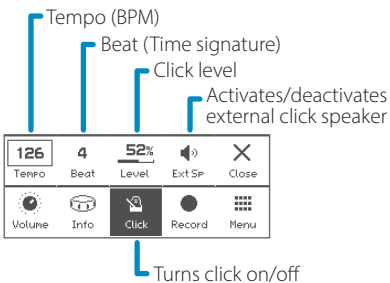 Tempo (BPM)
Beat (Time signature)
Click level
Activates/deactivates
external click speaker
126 4 52% X
Tempo Beat Level Ext SP Close
Volume Info Click Record Menu
Turns click on/off